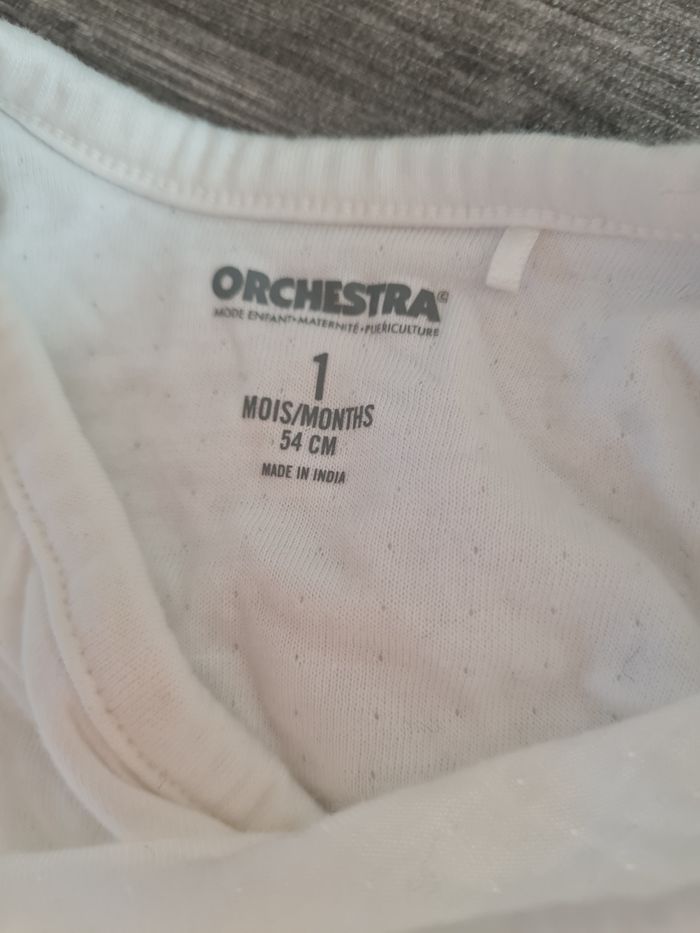 ORCHESTRA©
MODE ENFANT•MATERNITÉ•PUÉRICULTURE
1
MOIS/MONTHS
54 CM
MADE IN INDIA